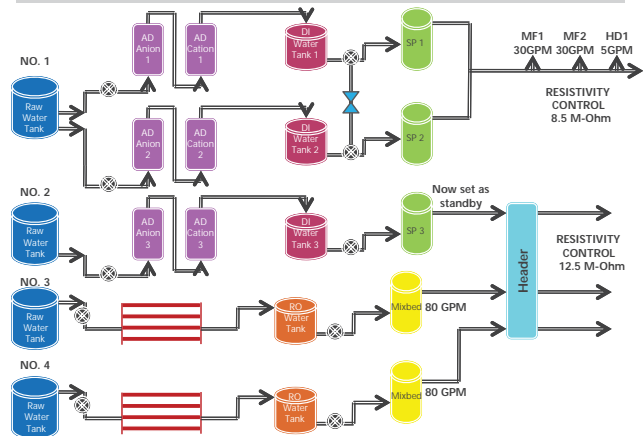 NO. 1
Raw
Water
Tank
AD
Anion
1
AD
Cation
1
DI
Water
Tank 1
SP 1
MF1
30GPM
MF2
30GPM
HD1
5GPM
RESISTIVITY
CONTROL
8.5 M-Ohm
AD
Anion
2
AD
Cation
2
DI
Water
Tank 2
SP 2
NO. 2
Raw
Water
Tank
AD
Anion
3
AD
Cation
3
DI
Water
Tank 3
SP 3
Now set as
standby
Header
RESISTIVITY
CONTROL
12.5 M-Ohm
NO. 3
Raw
Water
Tank
RO
Water
Tank
Mixbed
80 GPM
NO. 4
Raw
Water
Tank
RO
Water
Tank
Mixbed
80 GPM